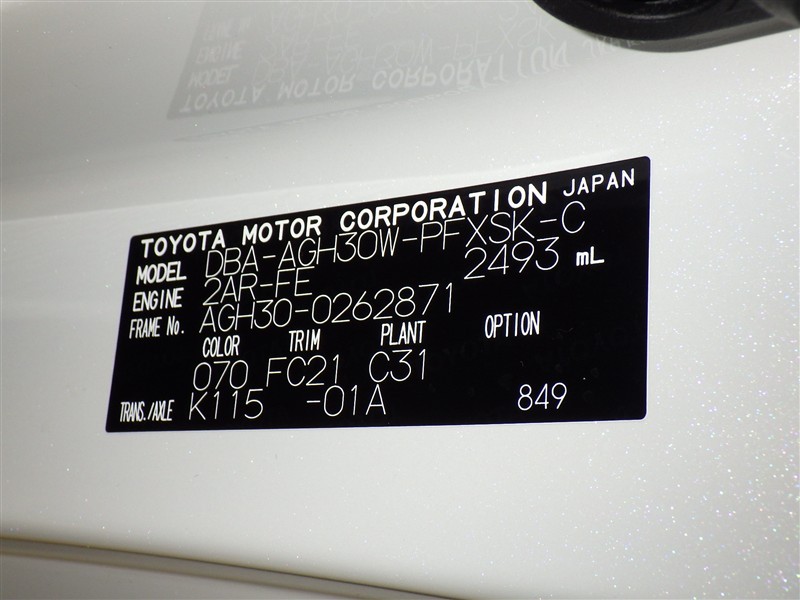 TOYOTA MOTOR CORPORATION JAPAN
MODEL DBA-AGH30W-PFXSK-C
ENGINE 2AR-FE 2493 mL
FRAME No. AGH30-0262871
COLOR TRIM PLANT OPTION
070 FC21 C31
TRANS./AXLE K115 -01A 849